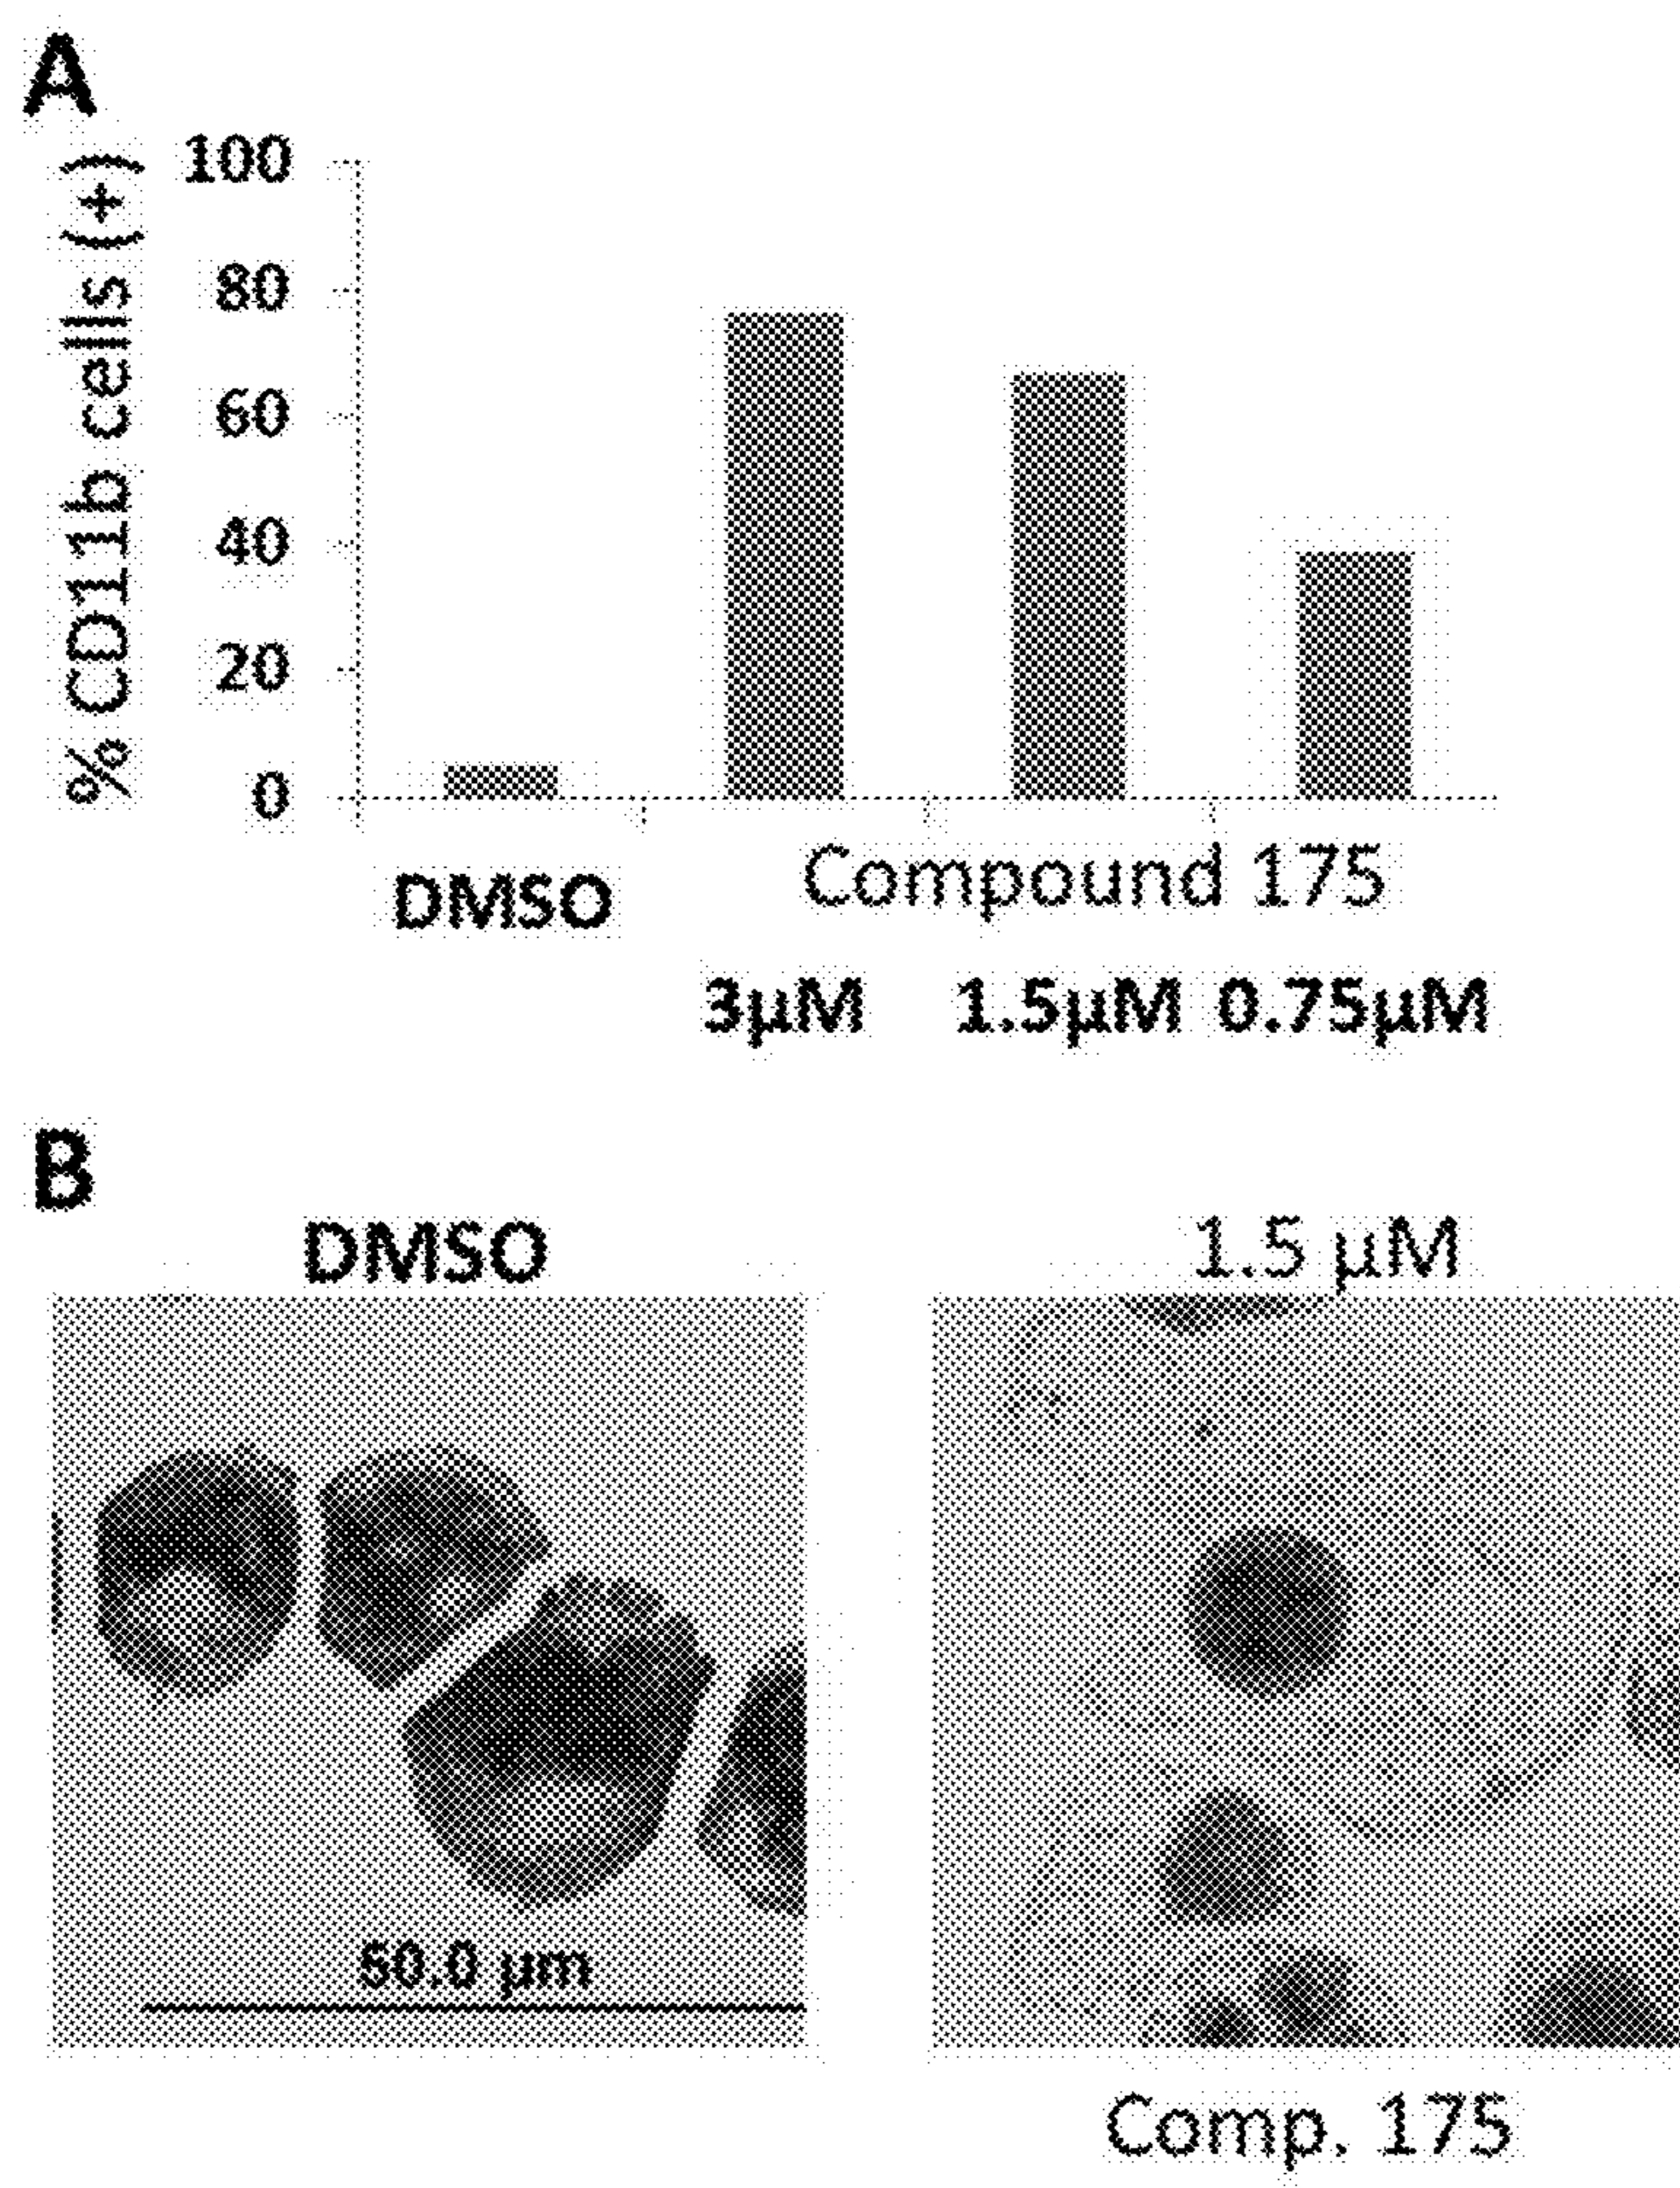 A
% CD11b cells (+)
100
80
60
40
20
0
DMSO
Compound 175
3µM 1.5µM 0.75µM
B
DMSO
1.5 µM
50.0 µm
Comp. 175